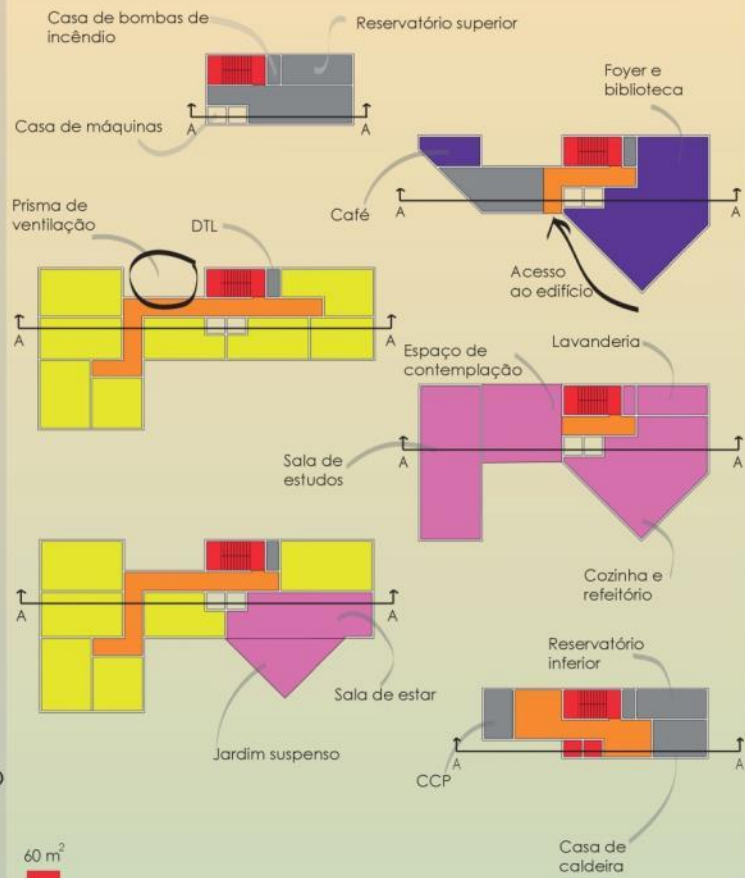 Casa de bombas de
incêndio
Reservatório superior
Casa de máquinas
A
A
Foyer e
biblioteca
Café
A
A
Acesso
ao edifício
Prisma de
ventilação
DTL
A
A
Espaço de
contemplação
Lavanderia
Sala de
estudos
A
A
Cozinha e
refeitório
A
A
Sala de estar
Jardim suspenso
Reservatório
inferior
CCP
A
A
Casa de
caldeira
60 m²